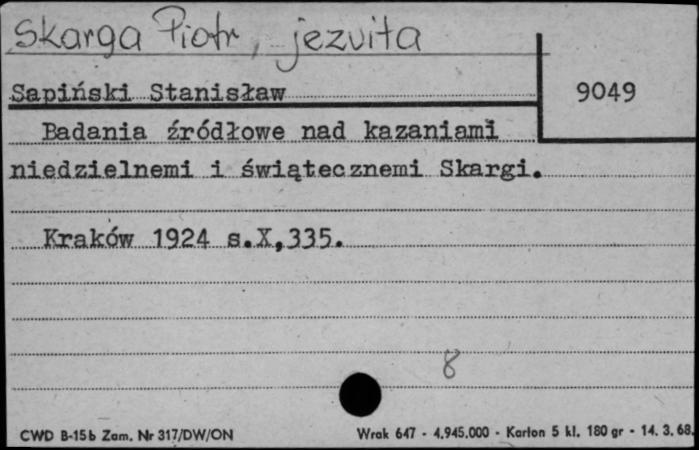 Skarga Piotr, jezuita
Sapiński Stanisław
9049
Badania źródłowe nad kazaniami
niedzielnemi i świątecznemi Skargi.
Kraków 1924 s.X,335.
8
CWD B-15b Zam. Nr 317/DW/ON
Wrak 647 - 4.945.000 - Karton 5 kl. 180 gr - 14. 3. 68.